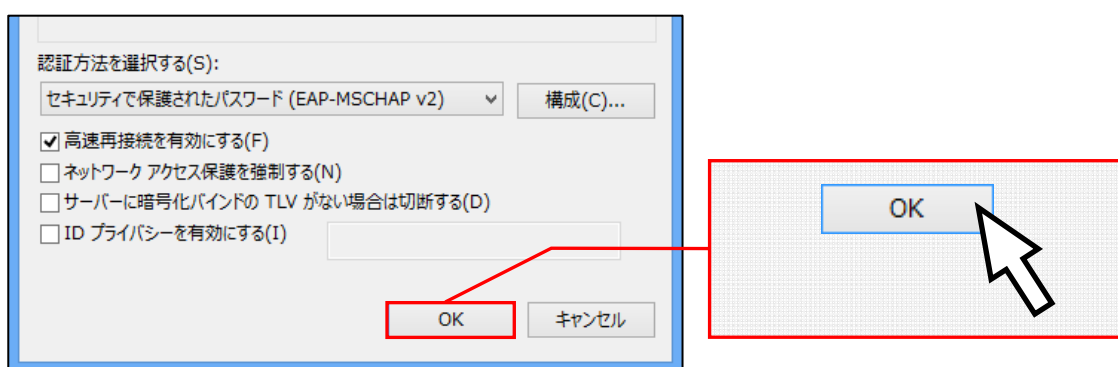 認証方法を選択する(S):
セキュリティで保護されたパスワード (EAP-MSCHAP v2)
構成(C)...
高速再接続を有効にする(F)
ネットワーク アクセス保護を強制する(N)
サーバーに暗号化バインドの TLV がない場合は切断する(D)
ID プライバシーを有効にする(I)
OK
キャンセル
OK